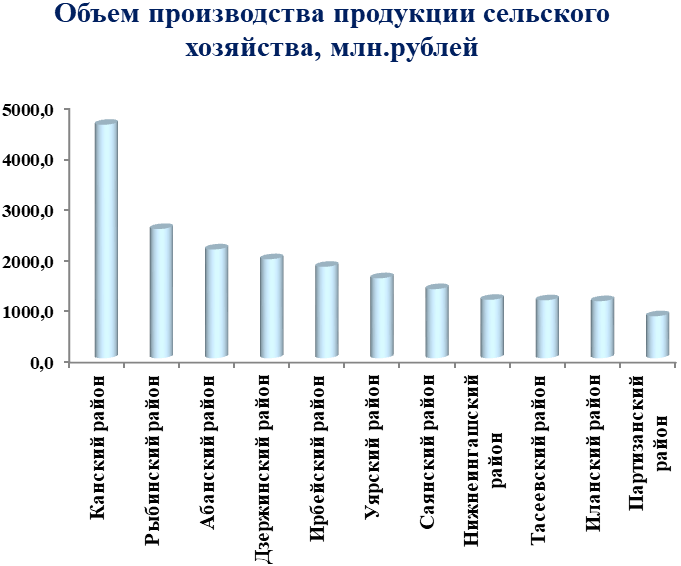 Объем производства продукции сельского
хозяйства, млн.рублей
5000,0
4000,0
3000,0
2000,0
1000,0
0,0
Канский район
Рыбинский район
Абанский район
Дзержинский район
Ирбейский район
Уярский район
Саянский район
Нижнеингашский
район
Тасеевский район
Иланский район
Партизанский
район